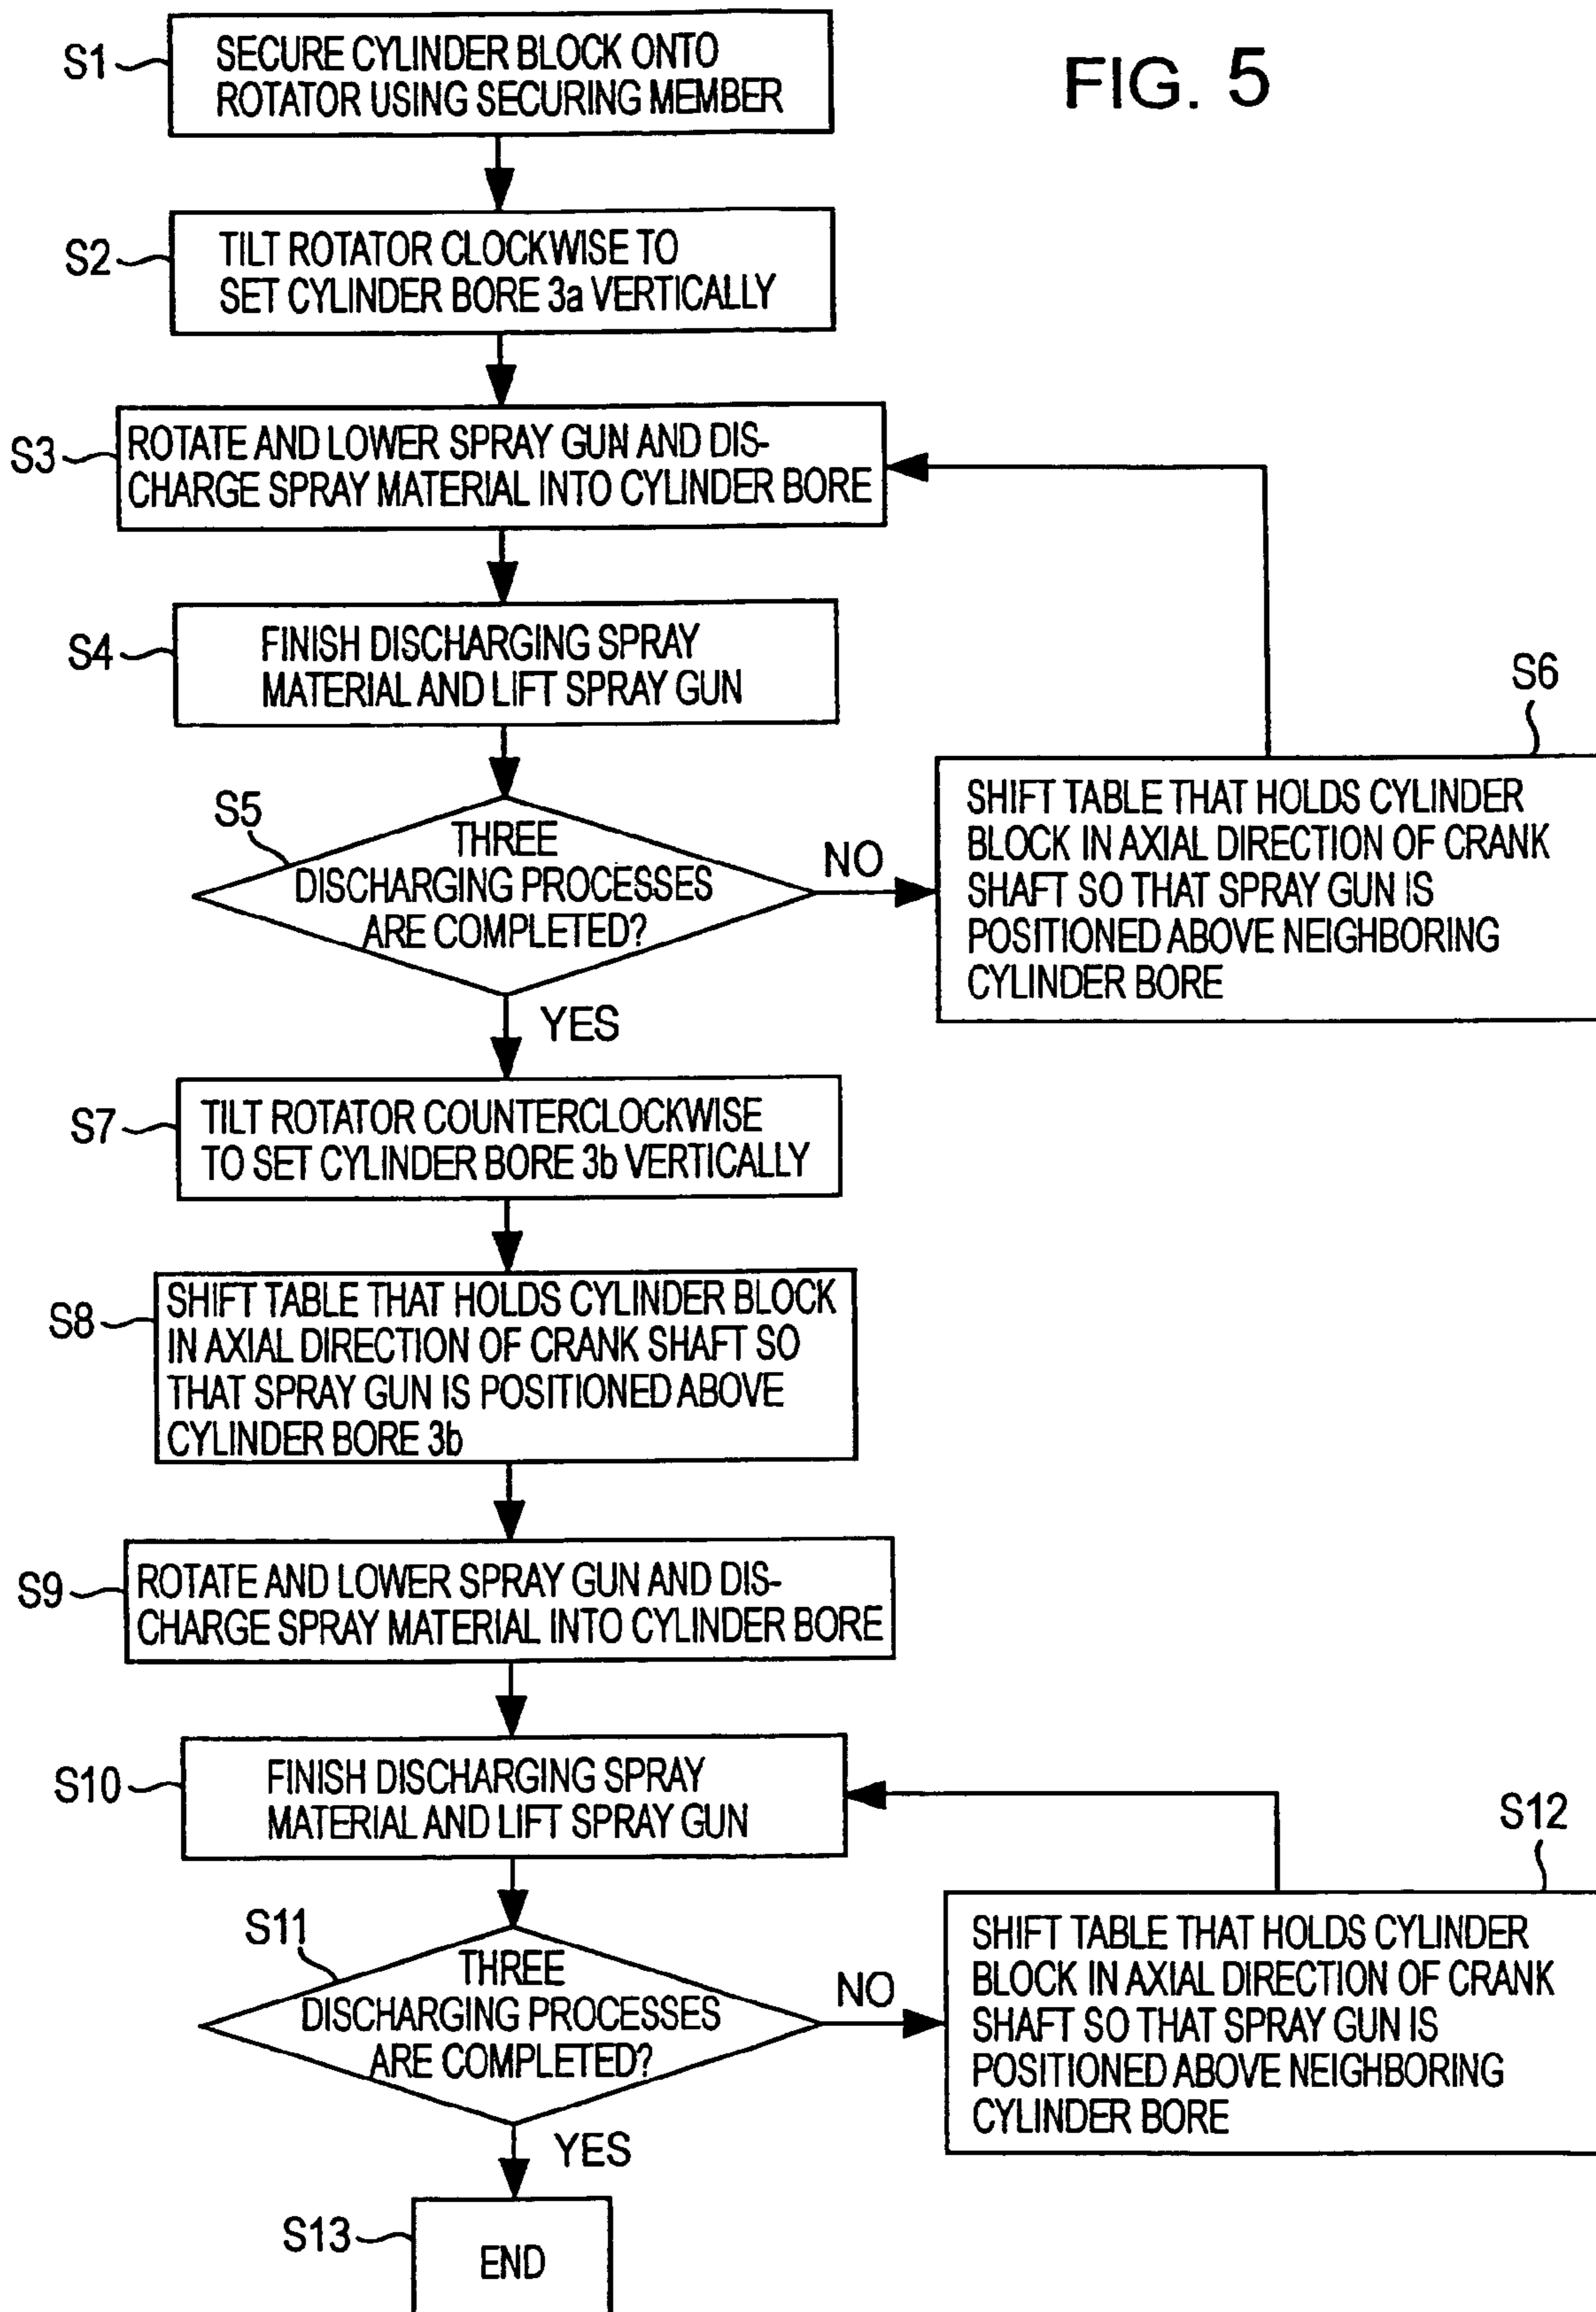 FIG. 5
S1
SECURE CYLINDER BLOCK ONTO
ROTATOR USING SECURING MEMBER
S2
TILT ROTATOR CLOCKWISE TO
SET CYLINDER BORE 3a VERTICALLY
S3
ROTATE AND LOWER SPRAY GUN AND DIS-
CHARGE SPRAY MATERIAL INTO CYLINDER BORE
S4
FINISH DISCHARGING SPRAY
MATERIAL AND LIFT SPRAY GUN
S5
THREE
DISCHARGING PROCESSES
ARE COMPLETED?
NO
YES
S6
SHIFT TABLE THAT HOLDS CYLINDER
BLOCK IN AXIAL DIRECTION OF CRANK
SHAFT SO THAT SPRAY GUN IS
POSITIONED ABOVE NEIGHBORING
CYLINDER BORE
S7
TILT ROTATOR COUNTERCLOCKWISE
TO SET CYLINDER BORE 3b VERTICALLY
S8
SHIFT TABLE THAT HOLDS CYLINDER BLOCK
IN AXIAL DIRECTION OF CRANK SHAFT SO
THAT SPRAY GUN IS POSITIONED ABOVE
CYLINDER BORE 3b
S9
ROTATE AND LOWER SPRAY GUN AND DIS-
CHARGE SPRAY MATERIAL INTO CYLINDER BORE
S10
FINISH DISCHARGING SPRAY
MATERIAL AND LIFT SPRAY GUN
S11
THREE
DISCHARGING PROCESSES
ARE COMPLETED?
NO
YES
S12
SHIFT TABLE THAT HOLDS CYLINDER
BLOCK IN AXIAL DIRECTION OF CRANK
SHAFT SO THAT SPRAY GUN IS
POSITIONED ABOVE NEIGHBORING
CYLINDER BORE
S13
END